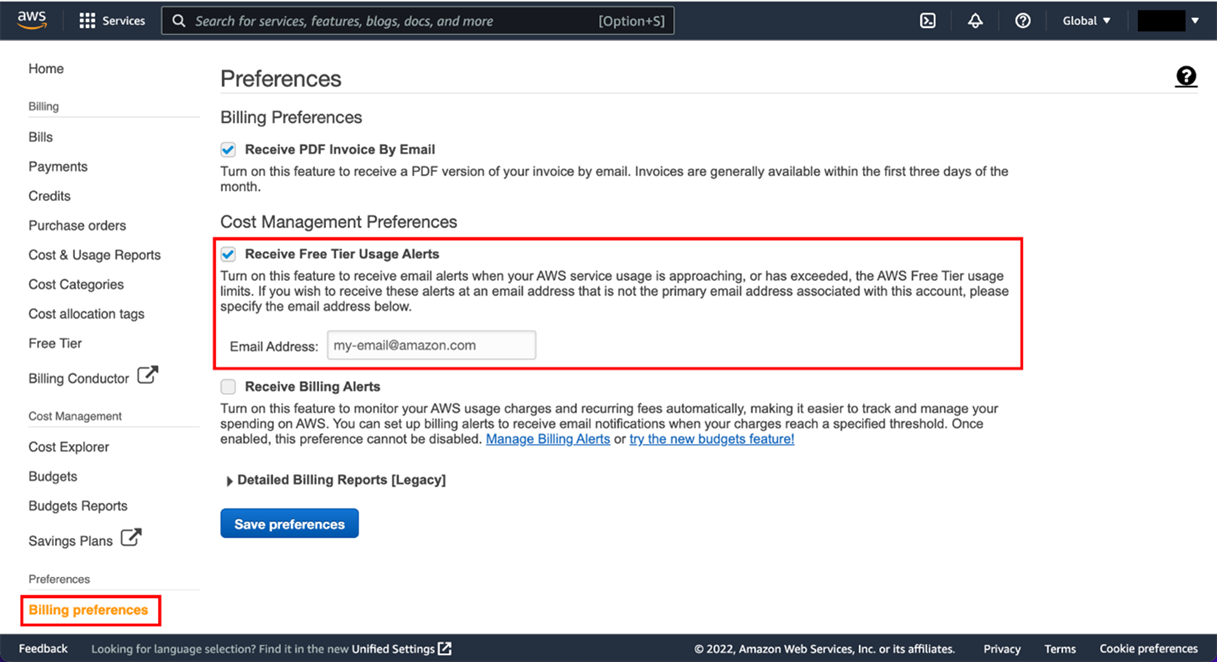 aws
Services
Search for services, features, blogs, docs, and more
[Option+S]
Global
Home
Billing
Bills
Payments
Credits
Purchase orders
Cost & Usage Reports
Cost Categories
Cost allocation tags
Free Tier
Billing Conductor
Cost Management
Cost Explorer
Budgets
Budgets Reports
Savings Plans
Preferences
Billing preferences
Preferences
?
Billing Preferences
Receive PDF Invoice By Email
Turn on this feature to receive a PDF version of your invoice by email. Invoices are generally available within the first three days of the
month.
Cost Management Preferences
Receive Free Tier Usage Alerts
Turn on this feature to receive email alerts when your AWS service usage is approaching, or has exceeded, the AWS Free Tier usage
limits. If you wish to receive these alerts at an email address that is not the primary email address associated with this account, please
specify the email address below.
Email Address: my-email@amazon.com
Receive Billing Alerts
Turn on this feature to monitor your AWS usage charges and recurring fees automatically, making it easier to track and manage your
spending on AWS. You can set up billing alerts to receive email notifications when your charges reach a specified threshold. Once
enabled, this preference cannot be disabled. Manage Billing Alerts or try the new budgets feature!
Detailed Billing Reports [Legacy]
Save preferences
Feedback
Looking for language selection? Find it in the new Unified Settings
© 2022, Amazon Web Services, Inc. or its affiliates.
Privacy
Terms
Cookie preferences